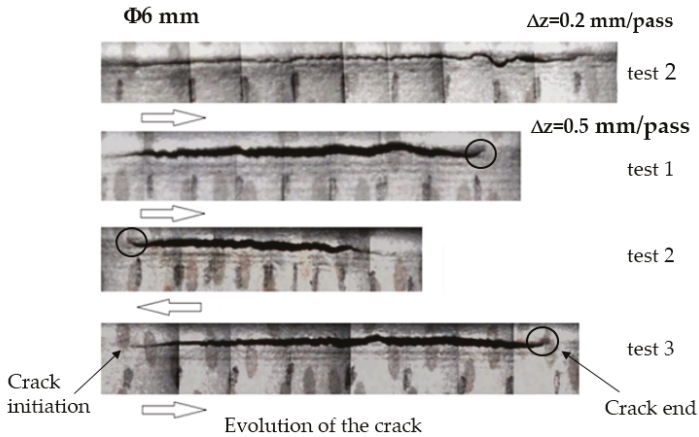 Φ6 mm
Δz=0.2 mm/pass
test 2
Δz=0.5 mm/pass
test 1
test 2
test 3
Crack
initiation
Crack end
Evolution of the crack